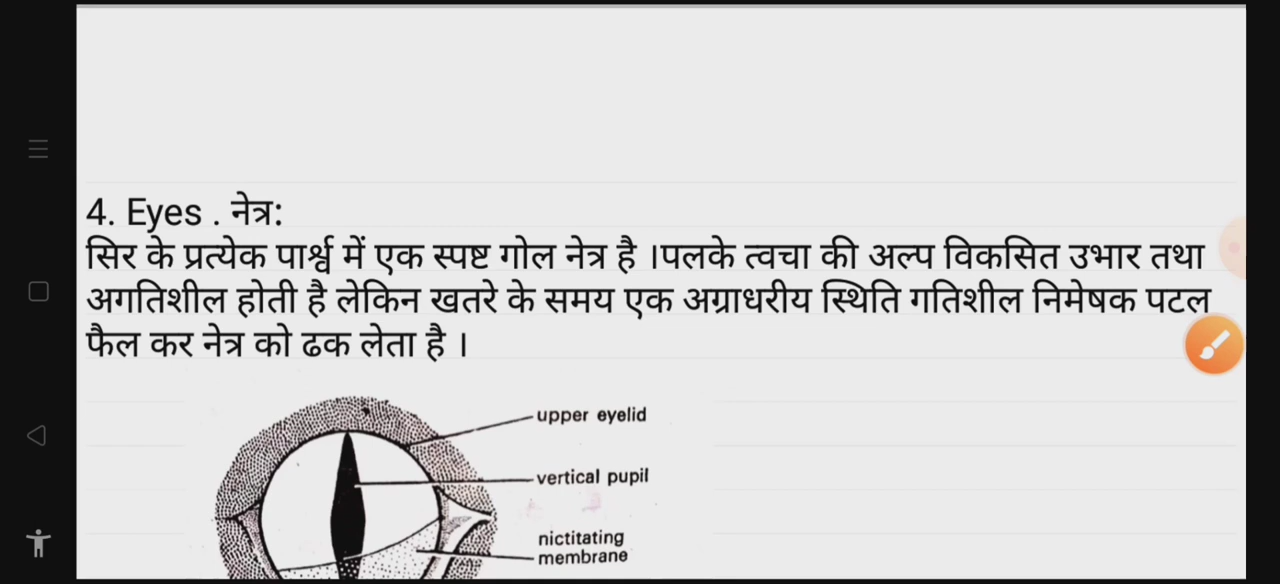 4. Eyes . नेत्र:
सिर के प्रत्येक पार्श्व में एक स्पष्ट गोल नेत्र है ।पलके त्वचा की अल्प विकसित उभार तथा
अगतिशील होती है लेकिन खतरे के समय एक अग्राधरीय स्थिति गतिशील निमेषक पटल
फैल कर नेत्र को ढक लेता है ।
upper eyelid
vertical pupil
nictitating
membrane